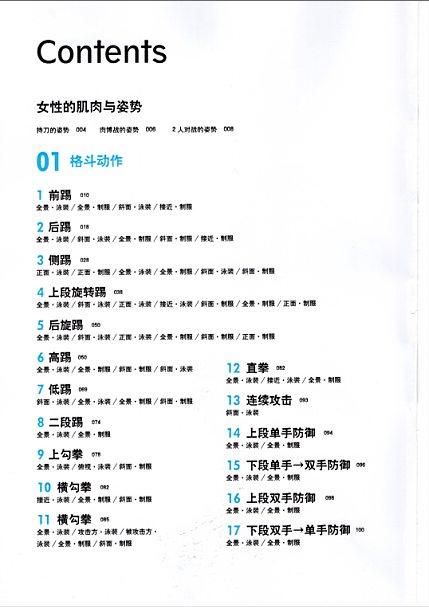 Contents
女性的肌肉与姿势
持刀的姿势 004 肉博战的姿势 006 2人对战的姿势 008
01 格斗动作
1 前踢 010
全景・泳装 / 全景・制服 / 斜面・泳装 / 接近・制服
2 后踢 018
全景・泳装 / 斜面・泳装 / 全景・制服 / 斜面・制服 / 接近・制服
3 侧踢 028
正面・泳装 / 正面・制服 / 全景・泳装 / 全景・制服 / 斜面・泳装 / 斜面・制服
4 上段旋转踢 038
全景・泳装 / 斜面・泳装 / 正面・泳装 / 接近・泳装 / 斜面・制服 / 全景・制服 / 正面・制服
5 后旋踢 050
全景・泳装 / 斜面・泳装 / 正面・泳装 / 全景・制服 / 斜面・制服 / 正面・制服
6 高踢
全景・泳装 / 全景・制服 / 斜面・制服 / 斜面・泳装
7 低踢 069
斜面・泳装 / 全景・泳装 / 全景・制服 / 斜面・制服
8 二段踢 074
全景・泳装 / 全景・制服
9 上勾拳 078
全景・泳装 / 俯视・泳装 / 斜面・制服
10 横勾拳 082
接近・泳装 / 全景・制服 / 斜面・制服
11 横勾拳 085
全景・泳装 / 攻击方・泳装 / 被攻击方・
泳装 / 全景・制服 / 斜面・制服
12 直拳
全景・泳装 / 接近・泳装 / 全景・制服
13 连续攻击 093
斜面・泳装
14 上段单手防御 094
全景・泳装 / 全景・制服
15 下段单手→双手防御 096
全景・泳装 / 全景・制服
16 上段双手防御 098
全景・泳装 / 全景・制服
17 下段双手→单手防御 100
全景・泳装 / 全景・制服